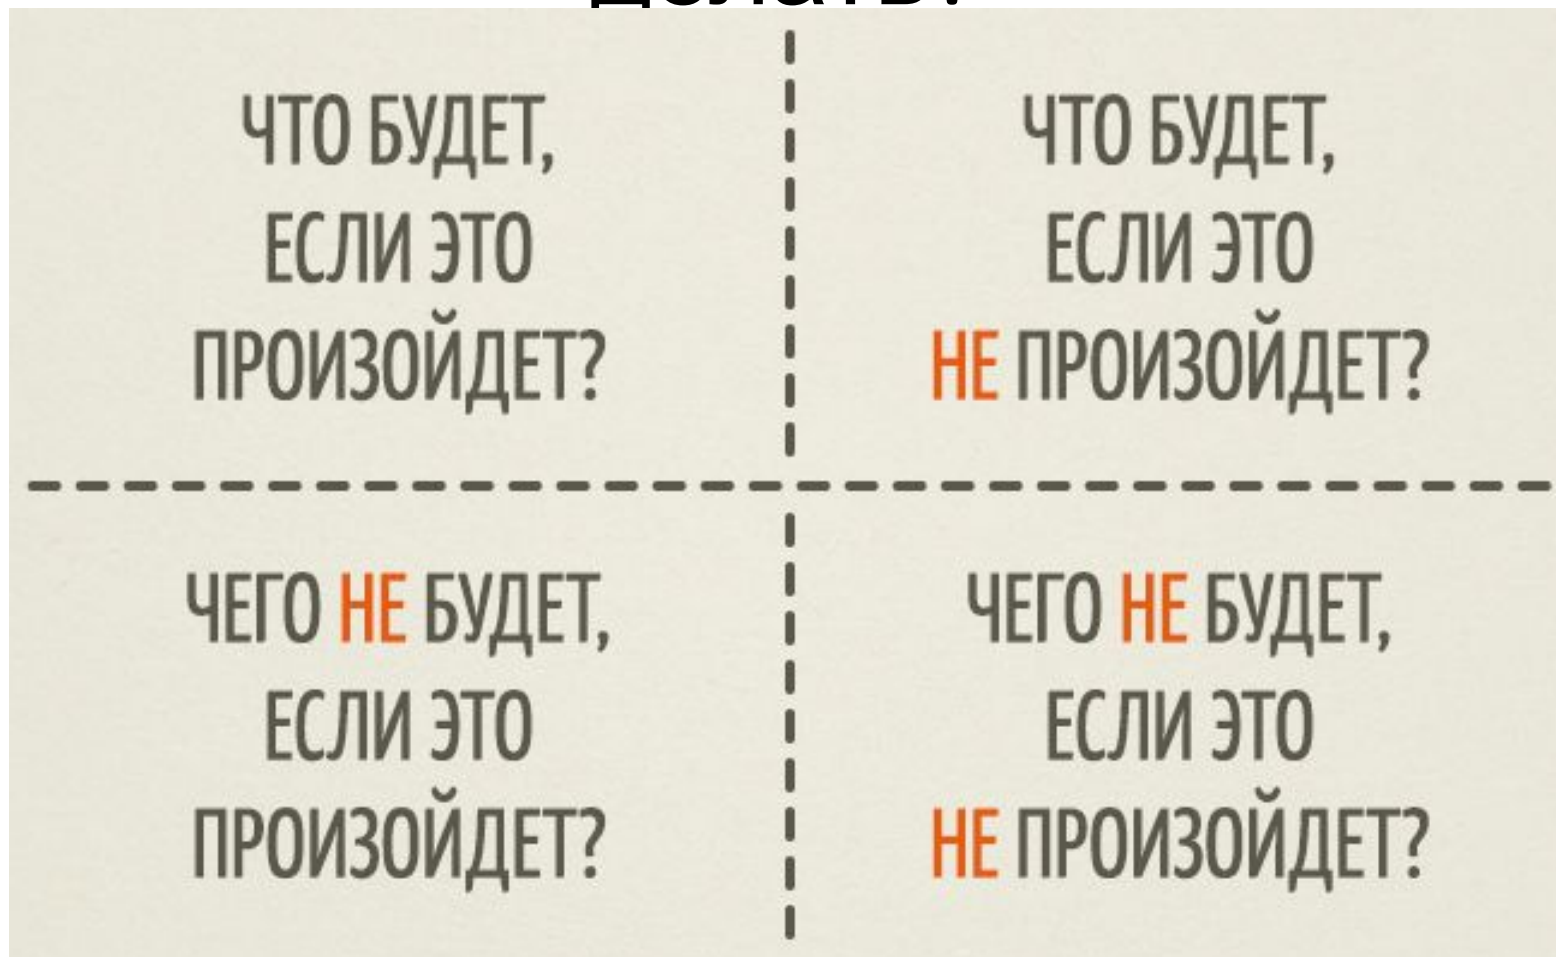 ЧТО БУДЕТ,
ЕСЛИ ЭТО
ПРОИЗОЙДЕТ?
ЧТО БУДЕТ,
ЕСЛИ ЭТО
НЕ ПРОИЗОЙДЕТ?
ЧЕГО НЕ БУДЕТ,
ЕСЛИ ЭТО
ПРОИЗОЙДЕТ?
ЧЕГО НЕ БУДЕТ,
ЕСЛИ ЭТО
НЕ ПРОИЗОЙДЕТ?